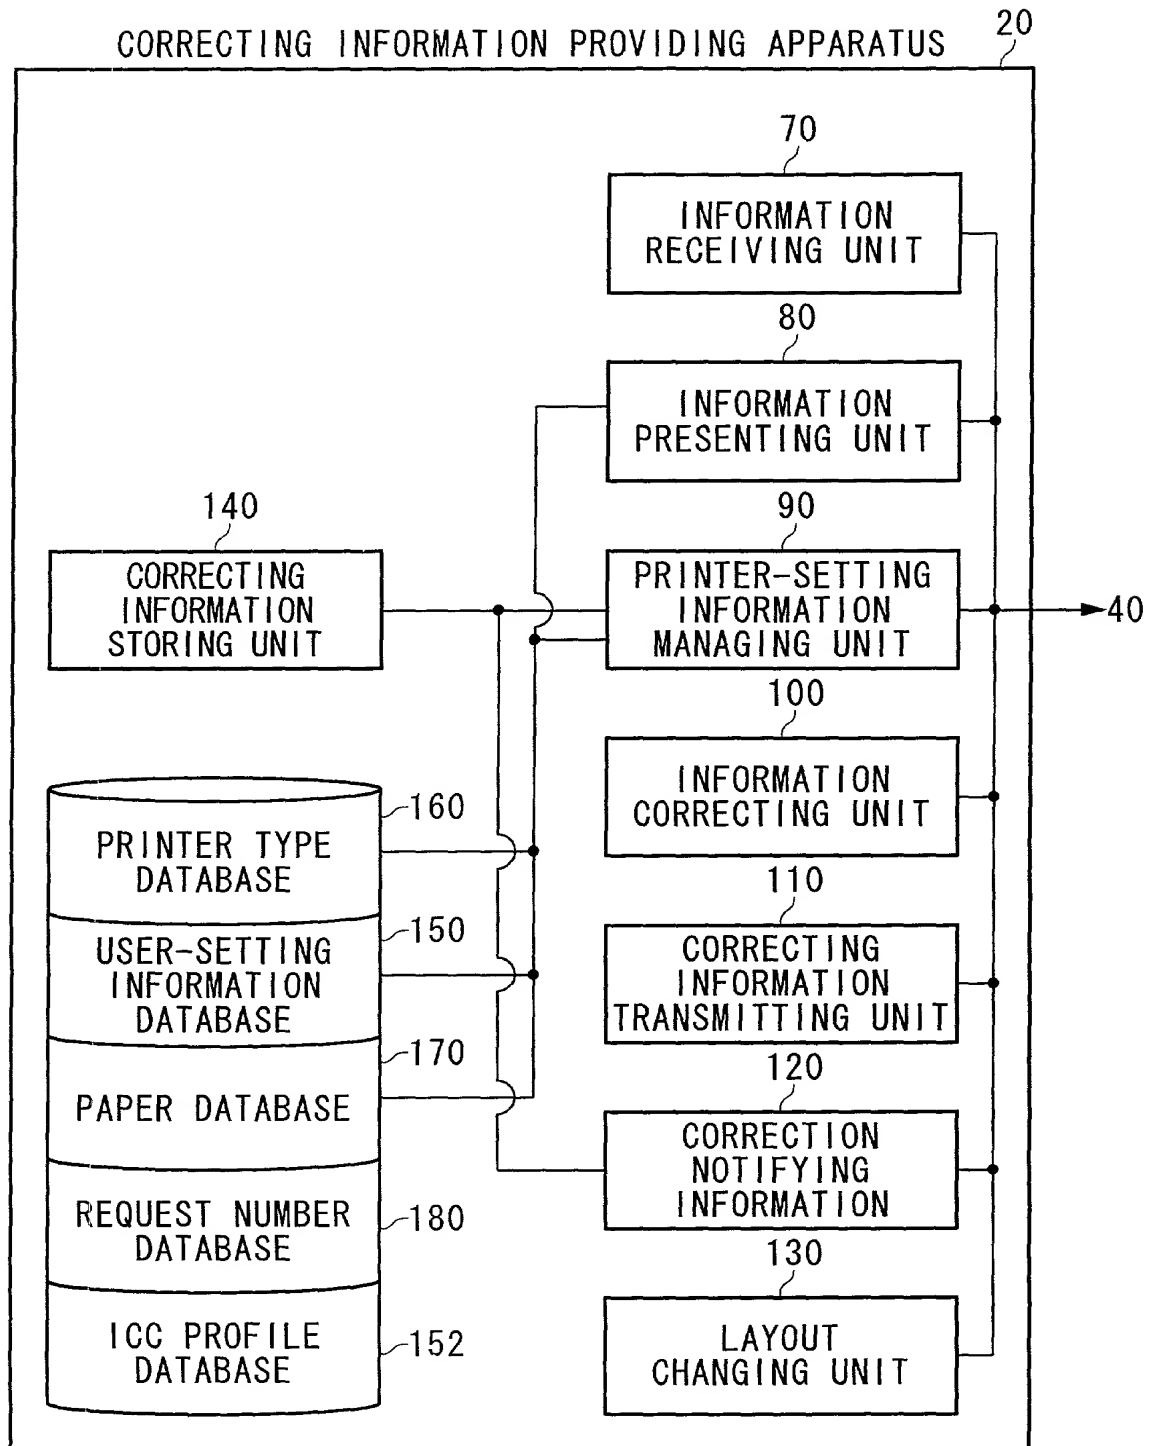 20
CORRECTING INFORMATION PROVIDING APPARATUS
70
INFORMATION
RECEIVING UNIT
80
INFORMATION
PRESENTING UNIT
140
CORRECTING
INFORMATION
STORING UNIT
90
PRINTER-SETTING
INFORMATION
MANAGING UNIT
40
100
INFORMATION
CORRECTING UNIT
160
PRINTER TYPE
DATABASE
110
CORRECTING
INFORMATION
TRANSMITTING UNIT
150
USER-SETTING
INFORMATION
DATABASE
170
PAPER DATABASE
120
CORRECTION
NOTIFYING
INFORMATION
180
REQUEST NUMBER
DATABASE
130
LAYOUT
CHANGING UNIT
152
ICC PROFILE
DATABASE